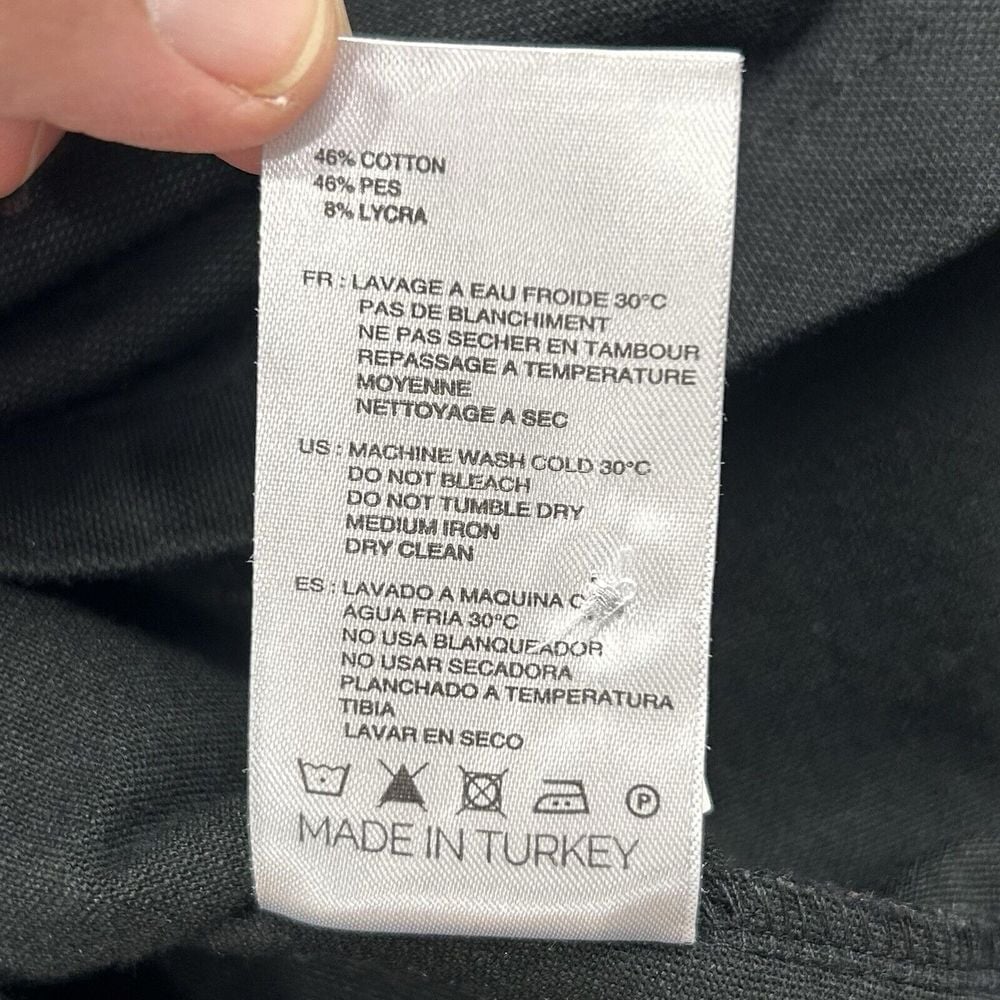 46% COTTON
46% PES
8% LYCRA
FR : LAVAGE A EAU FROIDE 30°C
PAS DE BLANCHIMENT
NE PAS SECHER EN TAMBOUR
REPASSAGE A TEMPERATURE
MOYENNE
NETTOYAGE A SEC
US : MACHINE WASH COLD 30°C
DO NOT BLEACH
DO NOT TUMBLE DRY
MEDIUM IRON
DRY CLEAN
ES : LAVADO A MAQUINA
AGUA FRIA 30°C
NO USA BLANQUEADOR
NO USAR SECADORA
PLANCHADO A TEMPERATURA
TIBIA
LAVAR EN SECO
P
MADE IN TURKEY